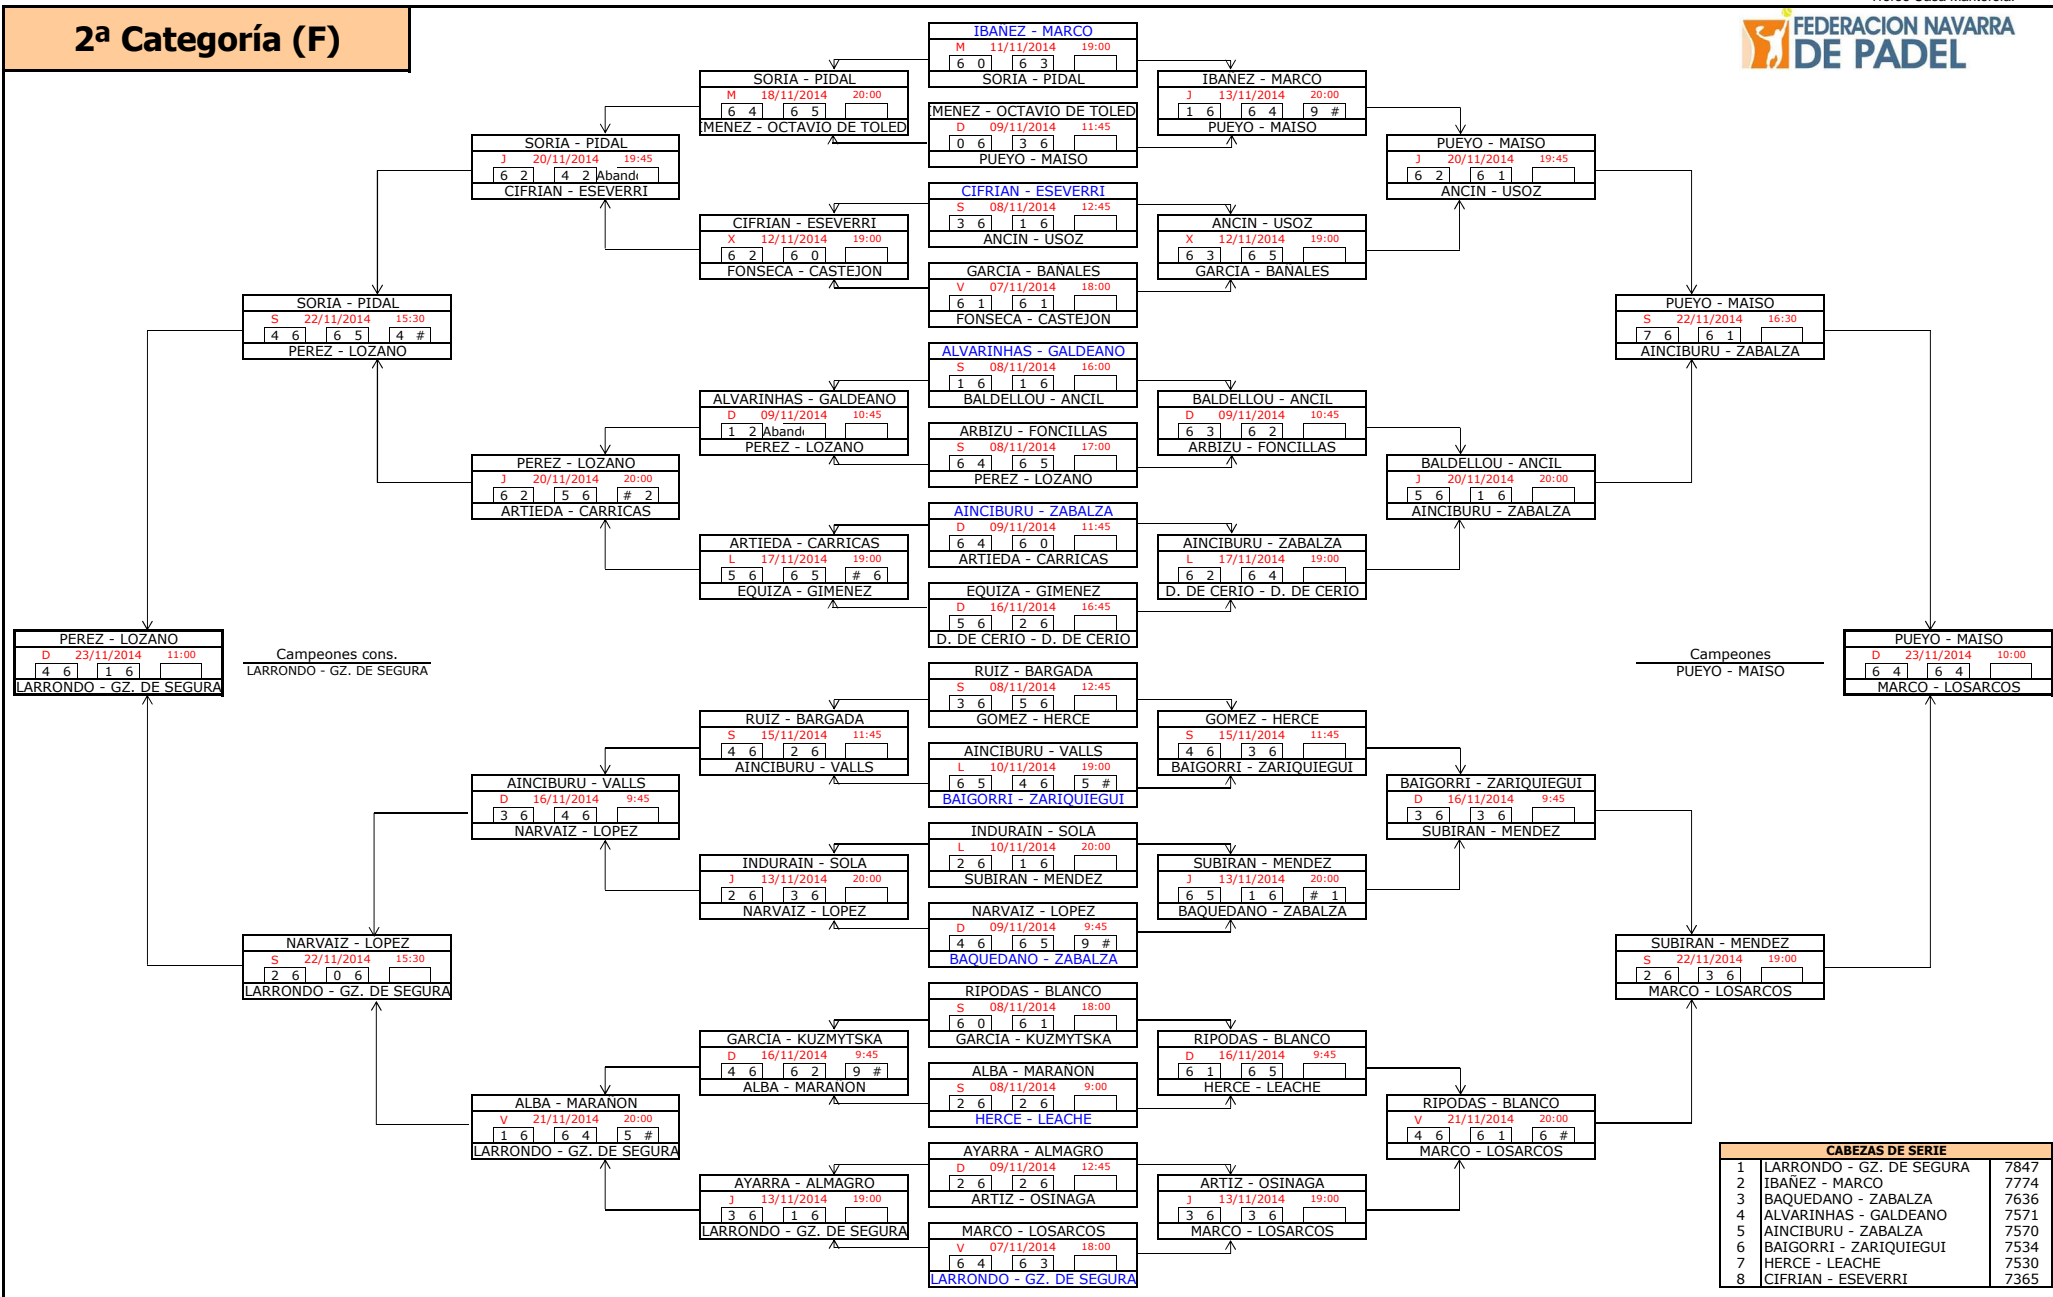 2ª Categoría (F)
FEDERACION NAVARRA
DE PADEL
IBAÑEZ - MARCO
M 11/11/2014 19:00
6 0 6 3
SORIA - PIDAL
IMENEZ - OCTAVIO DE TOLED
D 09/11/2014 11:45
0 6 3 6
PUEYO - MAISO
CIFRIAN - ESEVERRI
S 08/11/2014 12:45
3 6 1 6
ANCIN - USOZ
GARCIA - BAÑALES
V 07/11/2014 18:00
6 1 6 1
FONSECA - CASTEJON
ALVARINHAS - GALDEANO
S 08/11/2014 16:00
1 6 1 6
BALDELLOU - ANCIL
ARBIZU - FONCILLAS
S 08/11/2014 17:00
6 4 6 5
PEREZ - LOZANO
AINCIBURU - ZABALZA
D 09/11/2014 11:45
6 4 6 0
ARTIEDA - CARRICAS
EQUIZA - GIMENEZ
D 16/11/2014 16:45
5 6 2 6
D. DE CERIO - D. DE CERIO
RUIZ - BARGADA
S 08/11/2014 12:45
3 6 5 6
GOMEZ - HERCE
AINCIBURU - VALLS
L 10/11/2014 19:00
6 5 4 6 5 #
BAIGORRI - ZARIQUIEGUI
INDURAIN - SOLA
L 10/11/2014 20:00
2 6 1 6
SUBIRAN - MENDEZ
NARVAIZ - LOPEZ
D 09/11/2014 9:45
4 6 6 5 9 #
BAQUEDANO - ZABALZA
RIPODAS - BLANCO
S 08/11/2014 18:00
6 0 6 1
GARCIA - KUZMYTSKA
ALBA - MARAÑON
S 08/11/2014 9:00
2 6 2 6
HERCE - LEACHE
AYARRA - ALMAGRO
D 09/11/2014 12:45
2 6 2 6
ARTIZ - OSINAGA
MARCO - LOSARCOS
V 07/11/2014 18:00
6 4 6 3
LARRONDO - GZ. DE SEGURA
SORIA - PIDAL
M 18/11/2014 20:00
6 4 6 5
IMENEZ - OCTAVIO DE TOLED
CIFRIAN - ESEVERRI
X 12/11/2014 19:00
6 2 6 0
FONSECA - CASTEJON
ALVARINHAS - GALDEANO
D 09/11/2014 10:45
1 2 Aband
PEREZ - LOZANO
ARTIEDA - CARRICAS
L 17/11/2014 19:00
5 6 6 5 # 6
EQUIZA - GIMENEZ
RUIZ - BARGADA
S 15/11/2014 11:45
4 6 2 6
AINCIBURU - VALLS
INDURAIN - SOLA
J 13/11/2014 20:00
2 6 3 6
NARVAIZ - LOPEZ
GARCIA - KUZMYTSKA
D 16/11/2014 9:45
4 6 6 2 9 #
ALBA - MARAÑON
AYARRA - ALMAGRO
J 13/11/2014 19:00
3 6 1 6
LARRONDO - GZ. DE SEGURA
SORIA - PIDAL
J 20/11/2014 19:45
6 2 4 2 Aband
CIFRIAN - ESEVERRI
PEREZ - LOZANO
J 20/11/2014 20:00
6 2 5 6 # 2
ARTIEDA - CARRICAS
AINCIBURU - VALLS
D 16/11/2014 9:45
3 6 4 6
NARVAIZ - LOPEZ
ALBA - MARAÑON
V 21/11/2014 20:00
1 6 6 4 5 #
LARRONDO - GZ. DE SEGURA
SORIA - PIDAL
S 22/11/2014 15:30
4 6 6 5 4 #
PEREZ - LOZANO
NARVAIZ - LOPEZ
S 22/11/2014 15:30
2 6 0 6
LARRONDO - GZ. DE SEGURA
PEREZ - LOZANO
D 23/11/2014 11:00
4 6 1 6
LARRONDO - GZ. DE SEGURA
Campeones cons.
LARRONDO - GZ. DE SEGURA
IBAÑEZ - MARCO
J 13/11/2014 20:00
1 6 6 4 9 #
PUEYO - MAISO
ANCIN - USOZ
X 12/11/2014 19:00
6 3 6 5
GARCIA - BAÑALES
BALDELLOU - ANCIL
D 09/11/2014 10:45
6 3 6 2
ARBIZU - FONCILLAS
AINCIBURU - ZABALZA
L 17/11/2014 19:00
6 2 6 4
D. DE CERIO - D. DE CERIO
GOMEZ - HERCE
S 15/11/2014 11:45
4 6 3 6
BAIGORRI - ZARIQUIEGUI
SUBIRAN - MENDEZ
J 13/11/2014 20:00
6 5 1 6 # 1
BAQUEDANO - ZABALZA
RIPODAS - BLANCO
D 16/11/2014 9:45
6 1 6 5
HERCE - LEACHE
ARTIZ - OSINAGA
J 13/11/2014 19:00
3 6 3 6
MARCO - LOSARCOS
PUEYO - MAISO
J 20/11/2014 19:45
6 2 6 1
ANCIN - USOZ
BALDELLOU - ANCIL
J 20/11/2014 20:00
5 6 1 6
AINCIBURU - ZABALZA
BAIGORRI - ZARIQUIEGUI
D 16/11/2014 9:45
3 6 3 6
SUBIRAN - MENDEZ
RIPODAS - BLANCO
V 21/11/2014 20:00
4 6 6 1 6 #
MARCO - LOSARCOS
PUEYO - MAISO
S 22/11/2014 16:30
7 6 6 1
AINCIBURU - ZABALZA
SUBIRAN - MENDEZ
S 22/11/2014 19:00
2 6 3 6
MARCO - LOSARCOS
Campeones
PUEYO - MAISO
PUEYO - MAISO
D 23/11/2014 10:00
6 4 6 4
MARCO - LOSARCOS
CABEZAS DE SERIE
1 LARRONDO - GZ. DE SEGURA 7847
2 IBAÑEZ - MARCO 7774
3 BAQUEDANO - ZABALZA 7636
4 ALVARINHAS - GALDEANO 7571
5 AINCIBURU - ZABALZA 7570
6 BAIGORRI - ZARIQUIEGUI 7534
7 HERCE - LEACHE 7530
8 CIFRIAN - ESEVERRI 7365